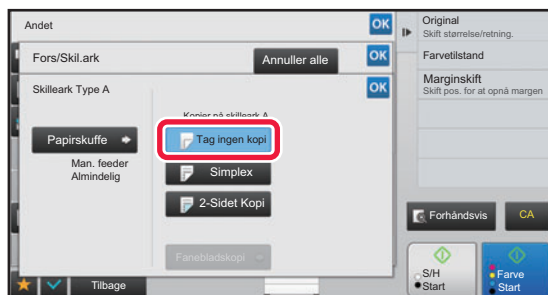 Andet
OK
Fors/Skil.ark
Annuller alle
OK
Skilleark Type A
OK
Kopier på skilleark A
Papirskuffe
Man. feeder
Almindelig
Tag ingen kopi
Simplex
2-Sidet Kopi
Fanebladskopi
Tilbage
Original
Skift størrelse/retning.
Farvetilstand
Marginskift
Skift pos. for at opnå margen
Forhåndsvis
CA
S/H
Start
Farve
Start